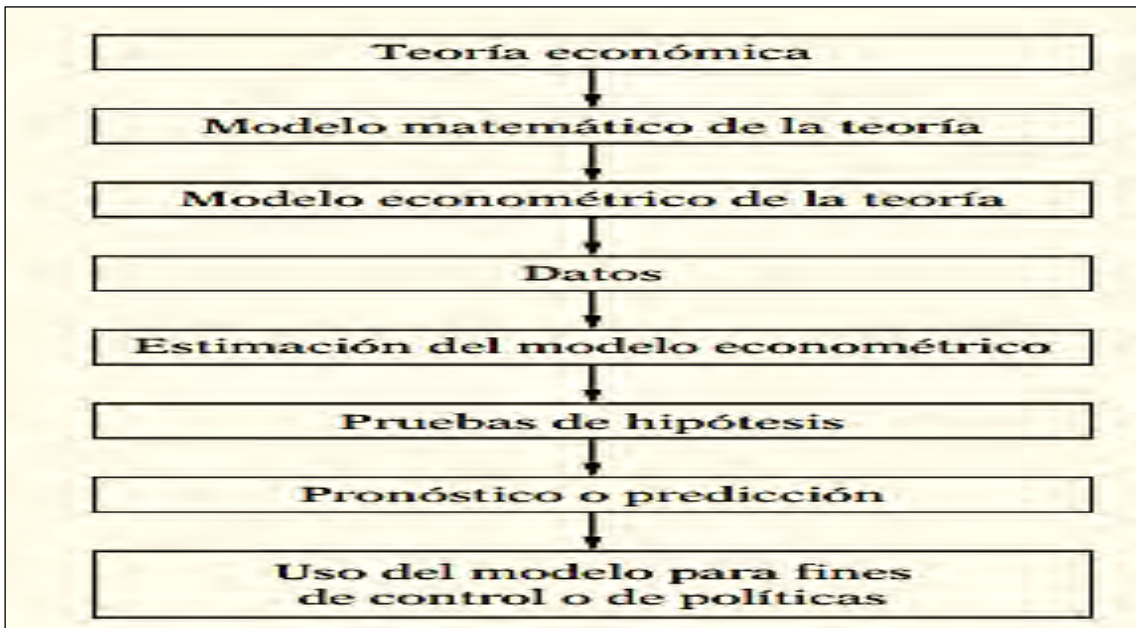 Teoría económica
Modelo matemático de la teoría
Modelo econométrico de la teoría
Datos
Estimación del modelo econométrico
Pruebas de hipótesis
Pronóstico o predicción
Uso del modelo para fines
de control o de políticas